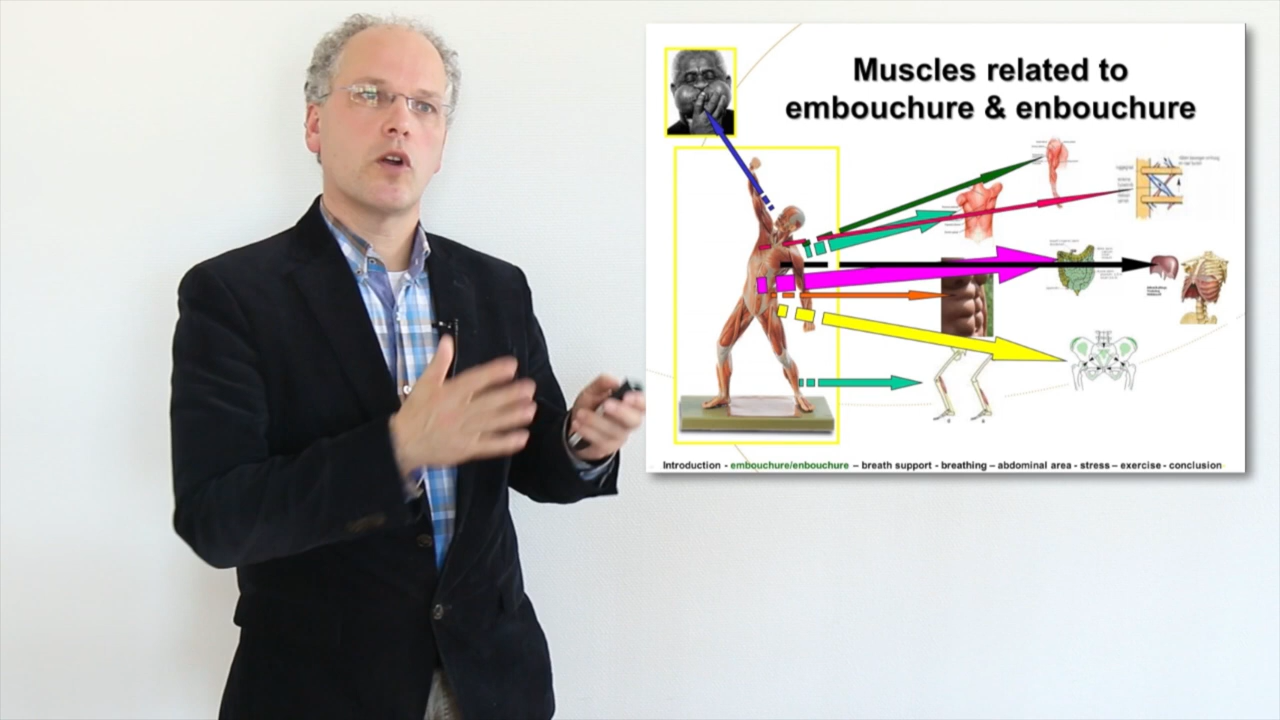 Muscles related to
embouchure & enbouchure
Introduction - embouchure/enbouchure – breath support - breathing – abdominal area - stress – exercise - conclusion